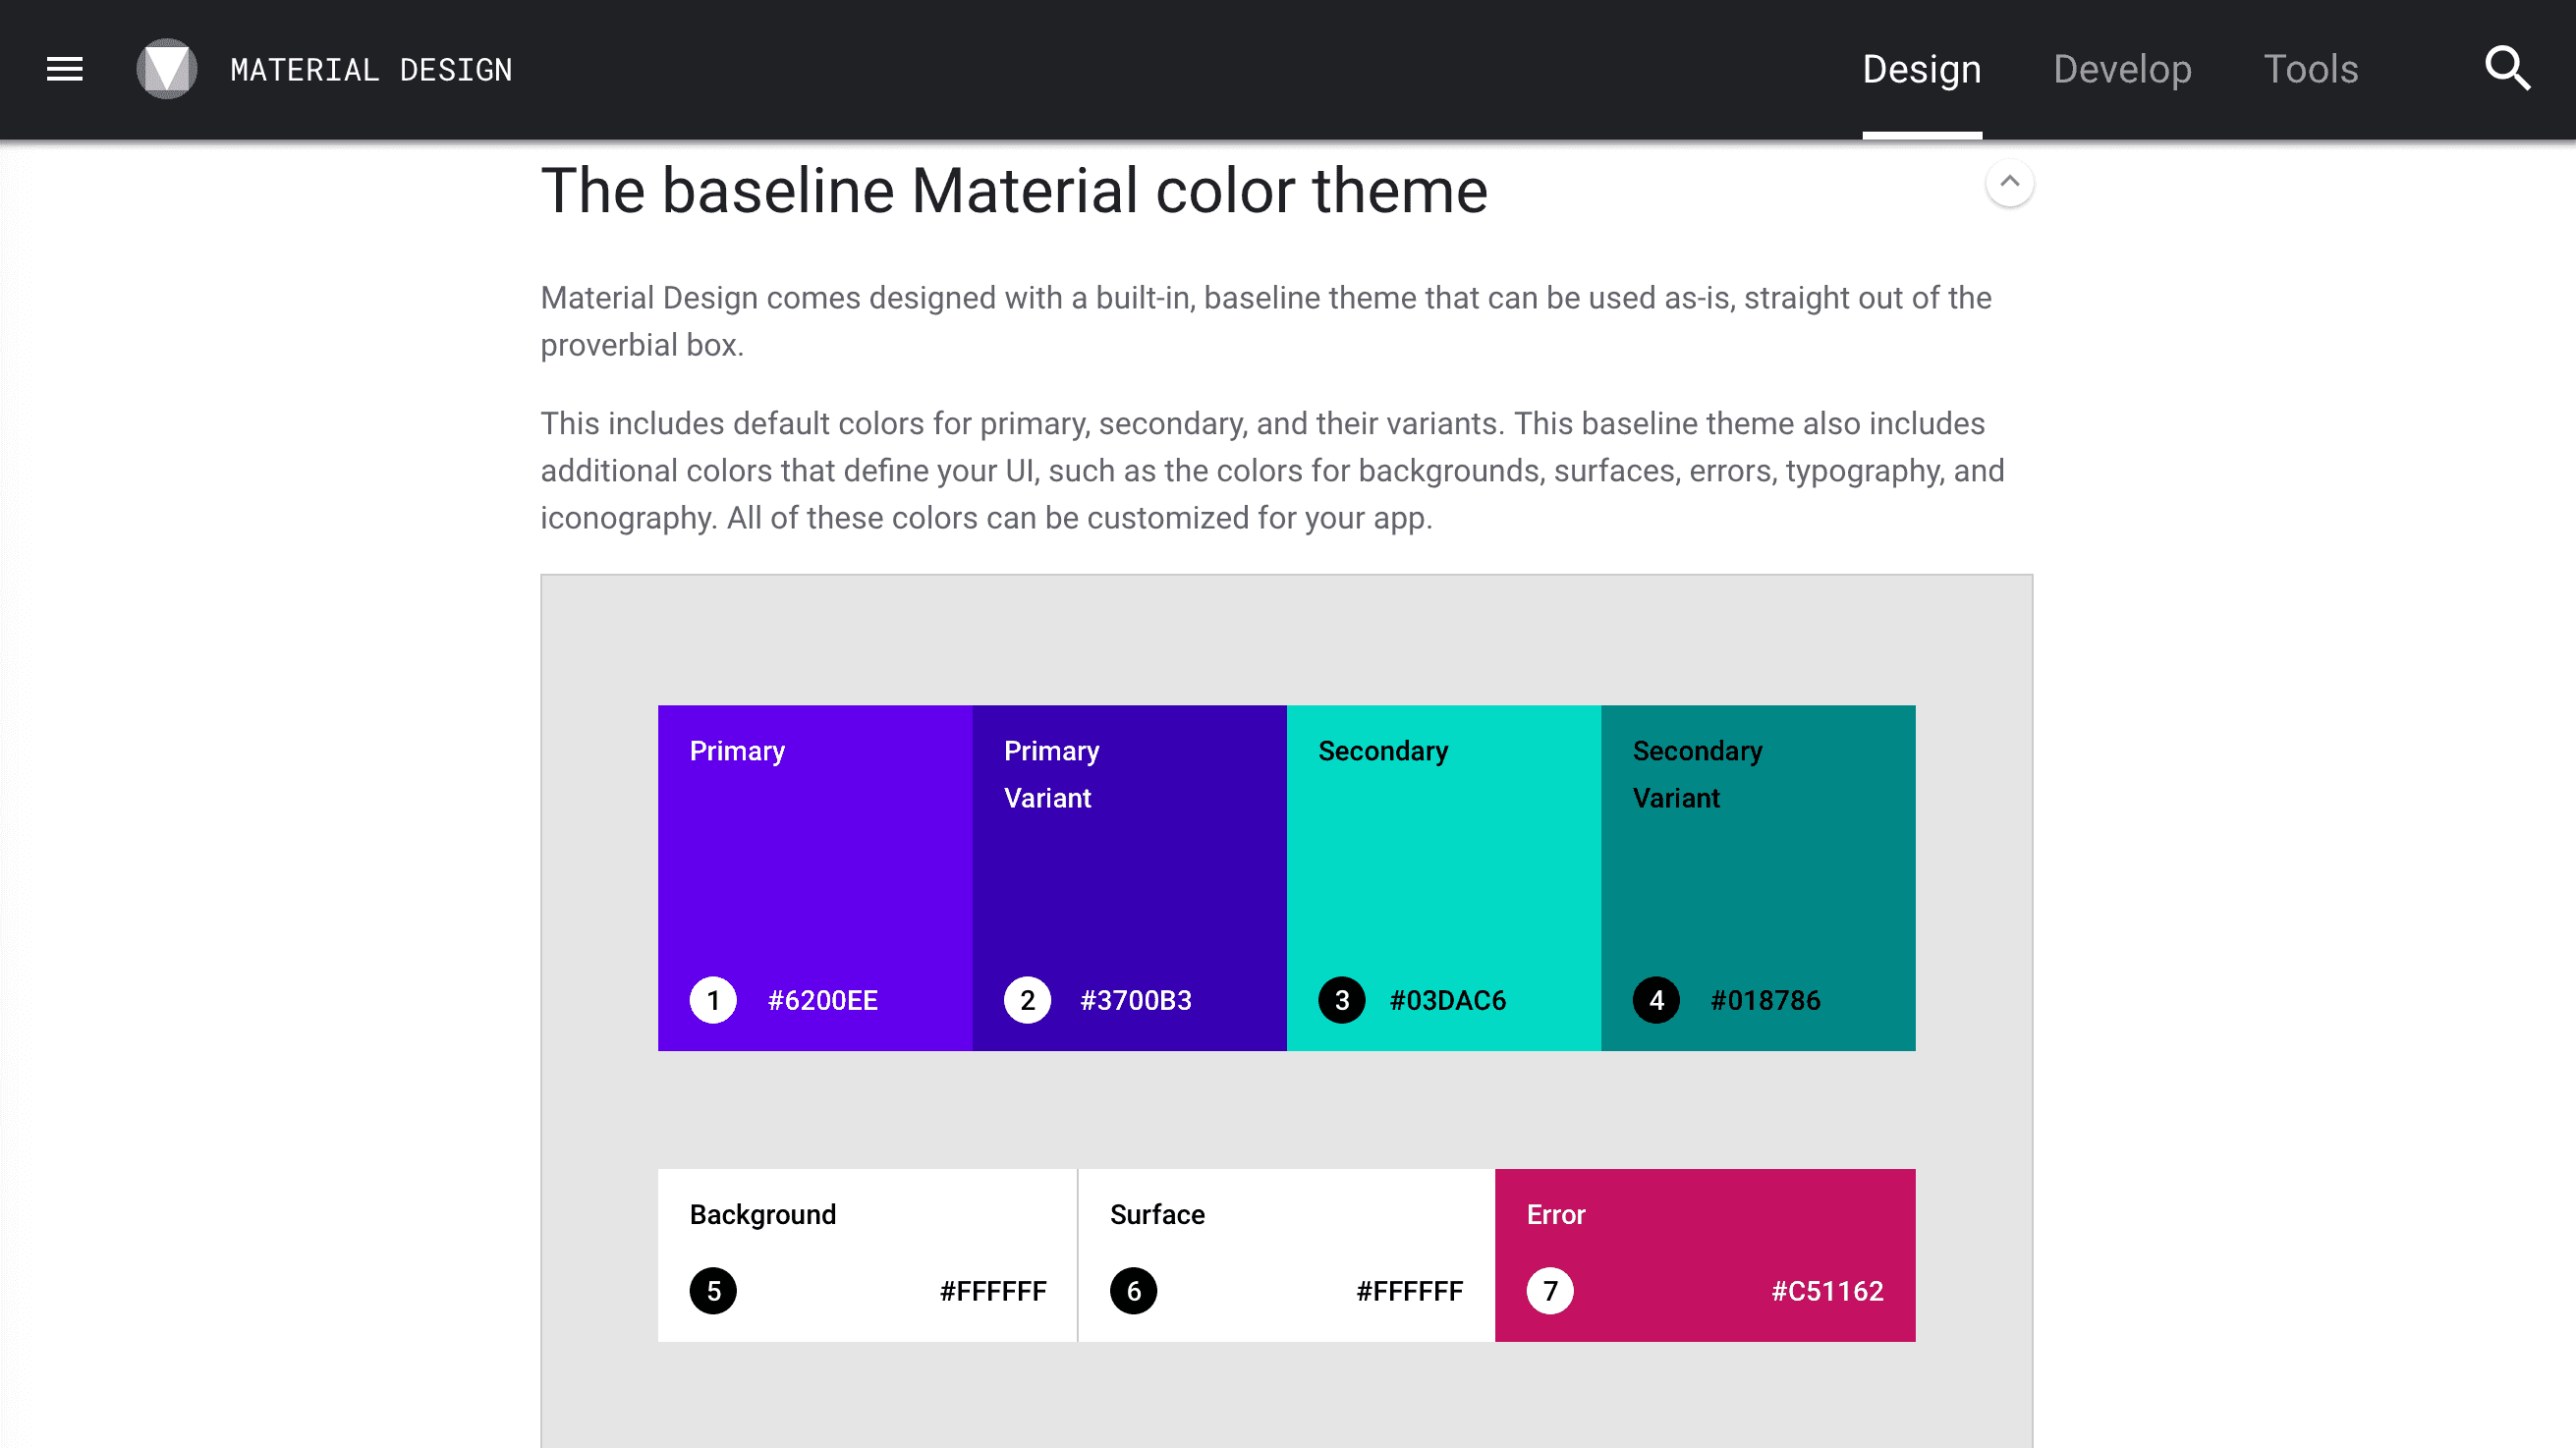 MATERIAL DESIGN
Design Develop Tools
The baseline Material color theme
Material Design comes designed with a built-in, baseline theme that can be used as-is, straight out of the
proverbial box.
This includes default colors for primary, secondary, and their variants. This baseline theme also includes
additional colors that define your UI, such as the colors for backgrounds, surfaces, errors, typography, and
iconography. All of these colors can be customized for your app.
Primary
1 #6200EE
Primary
Variant
2 #3700B3
Secondary
3 #03DAC6
Secondary
Variant
4 #018786
Background
5 #FFFFFF
Surface
6 #FFFFFF
Error
7 #C51162